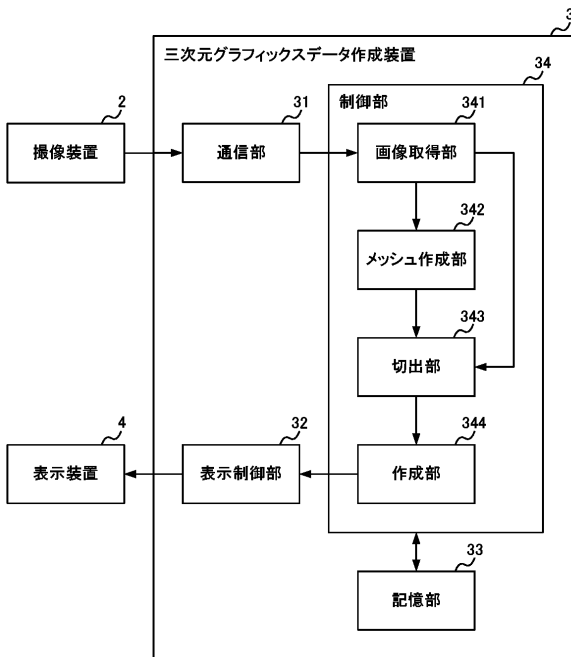 3
三次元グラフィックスデータ作成装置
34
制御部
2
撮像装置
31
通信部
341
画像取得部
342
メッシュ作成部
343
切出部
4
表示装置
32
表示制御部
344
作成部
33
記憶部